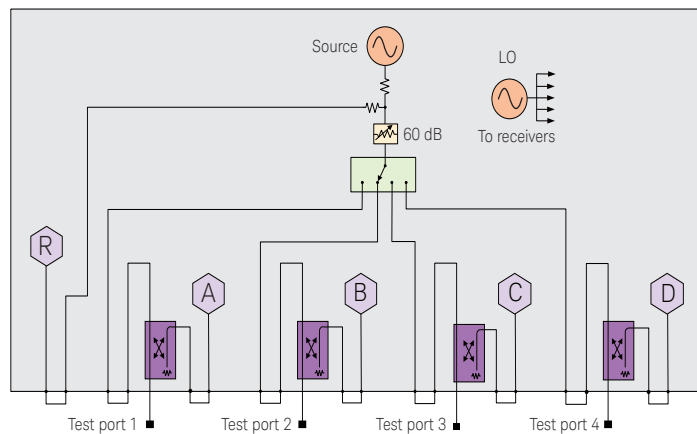 Source
LO
60 dB
To receivers
R
A
B
C
D
Test port 1
Test port 2
Test port 3
Test port 4